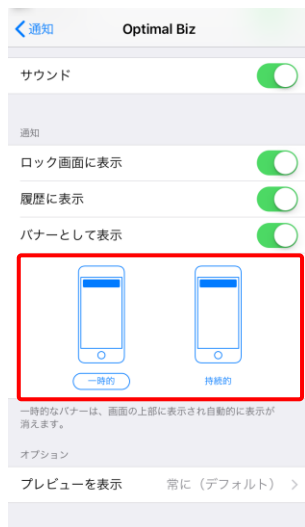 通知
Optimal Biz
サウンド
通知
ロック画面に表示
履歴に表示
バナーとして表示
一時的 持続的
一時的なバナーは、画面の上部に表示され自動的に表示が
消えます。
オプション
プレビューを表示 常に（デフォルト）